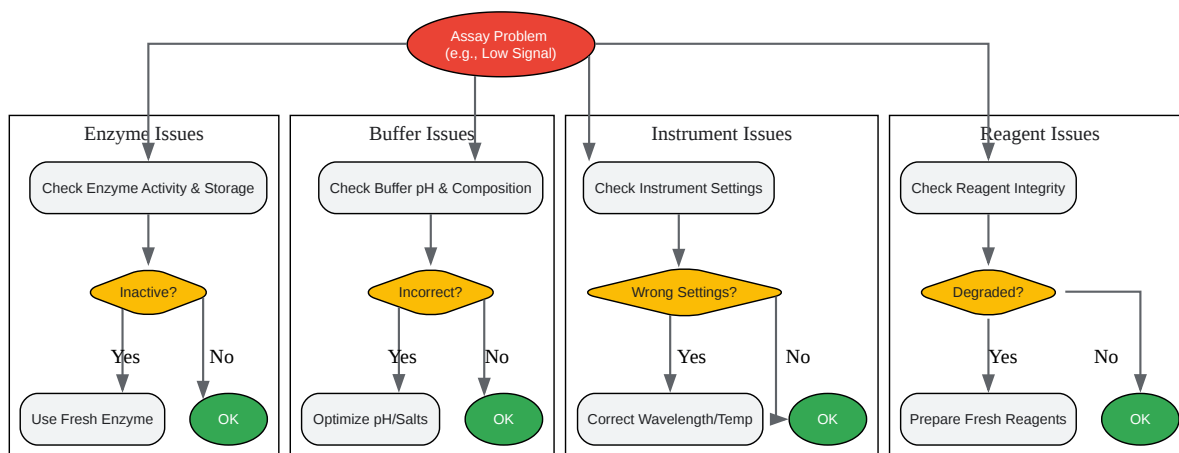 Assay Problem
(e.g., Low Signal)
Enzyme Issues
Buffer Issues
Instrument Issues
Reagent Issues
Check Enzyme Activity & Storage
Check Buffer pH & Composition
Check Instrument Settings
Check Reagent Integrity
Inactive?
Incorrect?
Wrong Settings?
Degraded?
Yes
No
Yes
No
Yes
No
Yes
No
Use Fresh Enzyme
OK
Optimize pH/Salts
OK
Correct Wavelength/Temp
OK
Prepare Fresh Reagents
OK